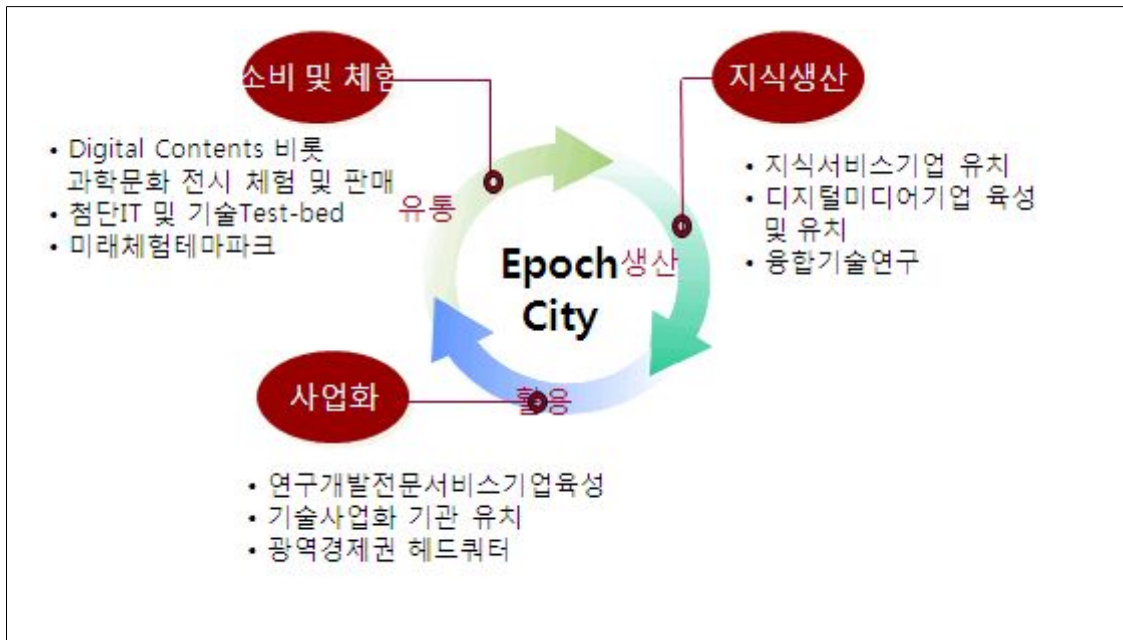 소비 및 체험
• Digital Contents 비롯
과학문화 전시 체험 및 판매
• 첨단IT 및 기술Test-bed
• 미래체험테마파크
유통
지식생산
• 지식서비스기업 유치
• 디지털미디어기업 육성
및 유치
• 융합기술연구
Epoch
City
생산
활용
사업화
• 연구개발전문서비스기업육성
• 기술사업화 기관 유치
• 광역경제권 헤드쿼터